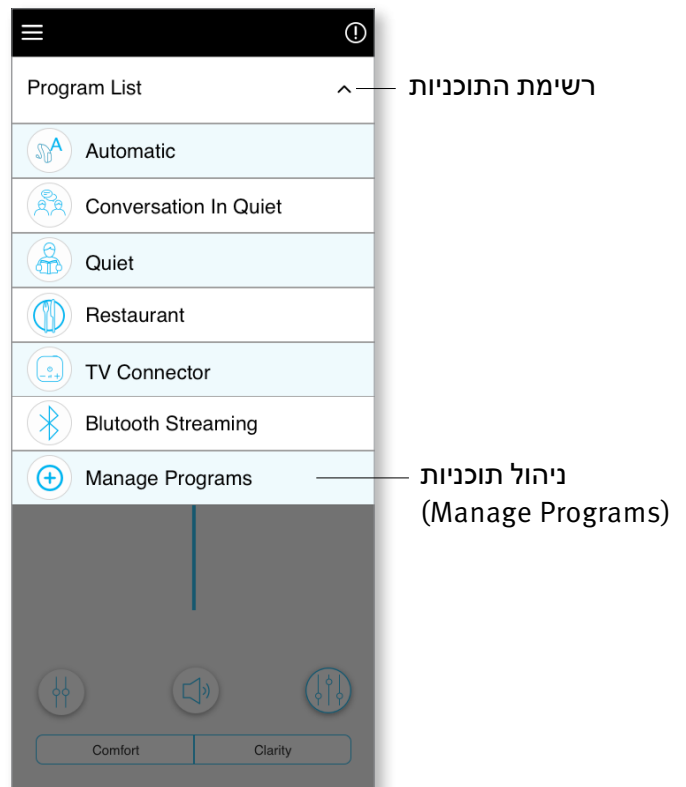 Program List
רשימת התוכניות
A
Automatic
Conversation In Quiet
Quiet
Restaurant
TV Connector
Blutooth Streaming
Manage Programs
ניהול תוכניות
(Manage Programs)
Comfort
Clarity